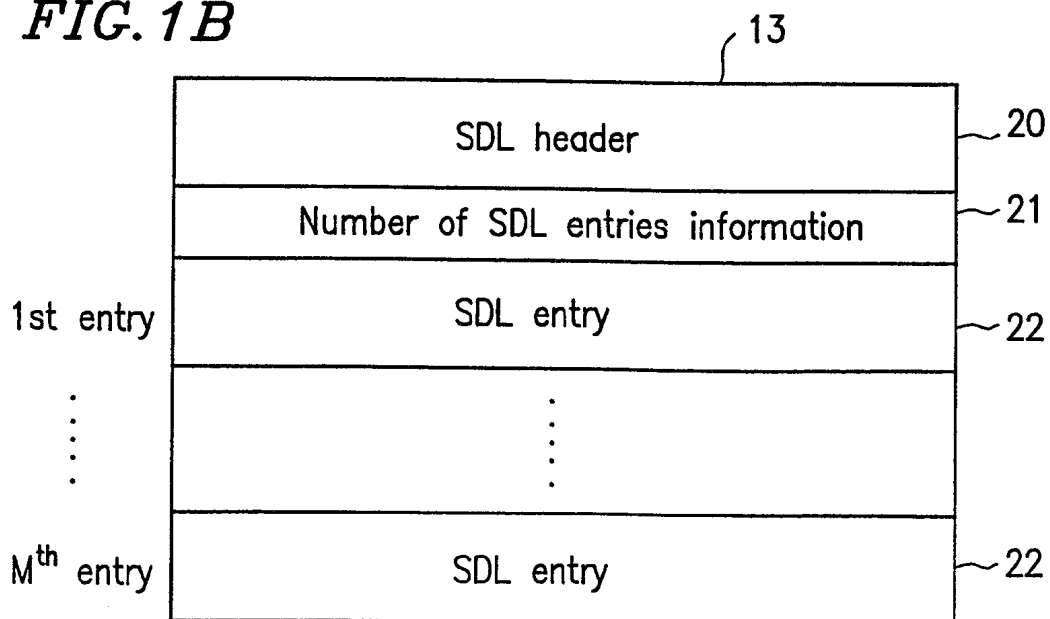 FIG. 1B
13
SDL header
20
Number of SDL entries information
21
1st entry
SDL entry
22
Mth entry
SDL entry
22